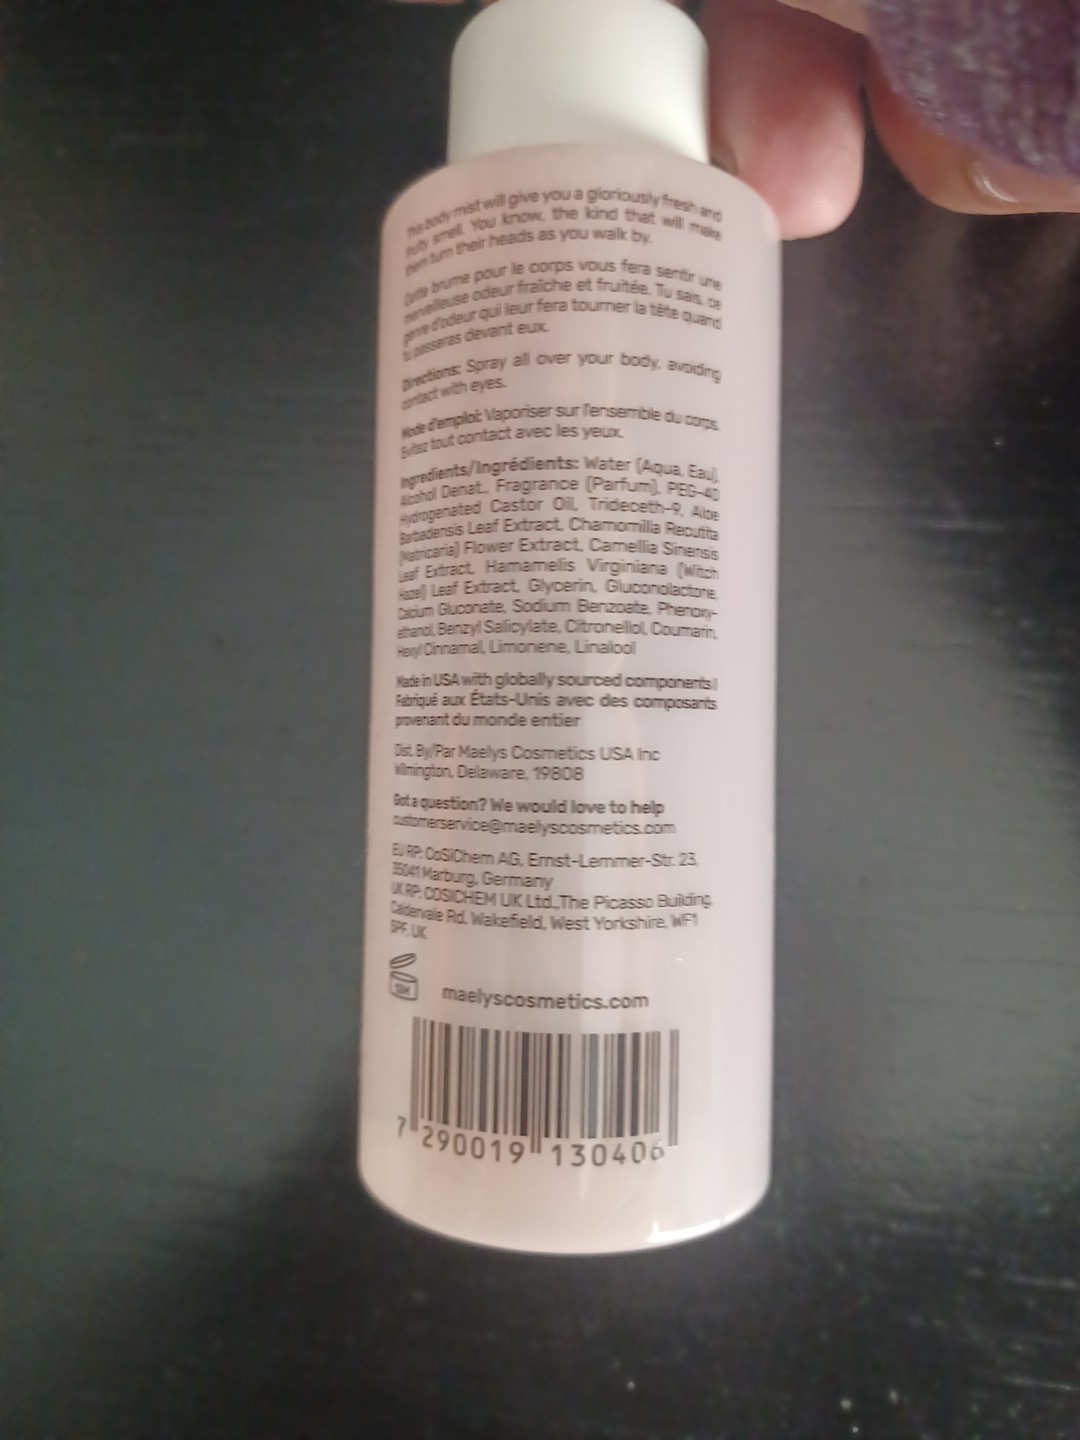 This body mist will give you a gloriously fresh and
fruity smell. You know, the kind that will make
them turn their heads as you walk by.
Cette brume pour le corps vous fera sentir une
merveilleuse odeur fraîche et fruitée. Tu sais, ce
genre d'odeur qui leur fera tourner la tête quand
tu passeras devant eux.
Directions: Spray all over your body, avoiding
contact with eyes.
Mode d'emploi: Vaporiser sur l'ensemble du corps.
Évitez tout contact avec les yeux.
Ingredients/Ingrédients: Water (Aqua, Eau),
Alcohol Denat., Fragrance (Parfum), PEG-40
Hydrogenated Castor Oil, Trideceth-9, Aloe
Barbadensis Leaf Extract, Chamomilla Recutita
(Matricaria) Flower Extract, Camellia Sinensis
Leaf Extract, Hamamelis Virginiana (Witch
Hazel) Leaf Extract, Glycerin, Gluconolactone,
Calcium Gluconate, Sodium Benzoate, Phenoxy-
ethanol, Benzyl Salicylate, Citronellol, Coumarin,
Hexyl Cinnamal, Limonene, Linalool
Made in USA with globally sourced components I
Fabriqué aux États-Unis avec des composants
provenant du monde entier
Dist. By/Par Maelys Cosmetics USA Inc
Wilmington, Delaware, 19808
Got a question? We would love to help
customerservice@maelyscosmetics.com
EU RP: CoSiChem AG, Ernst-Lemmer-Str. 23,
35041 Marburg, Germany
UK RP: COSICHEM UK Ltd.,The Picasso Building,
Caldervale Rd, Wakefield, West Yorkshire, WF1
5PF, UK
12M
maelyscosmetics.com
7 290019 130406